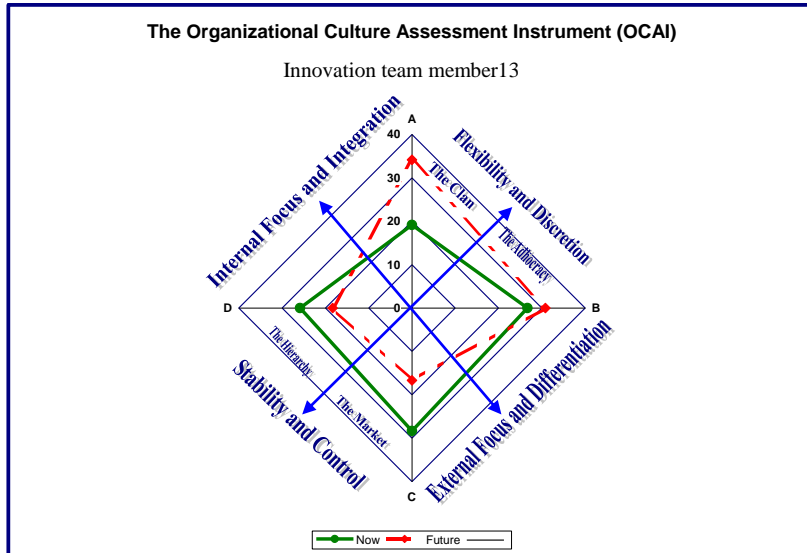 The Organizational Culture Assessment Instrument (OCAI)
Innovation team member13
A
40
30
20
10
0
Internal Focus and Integration
Flexibility and Discretion
The Clan
The Adhocracy
D
B
The Hierarchy
The Market
Stability and Control
External Focus and Differentiation
C
Now
Future